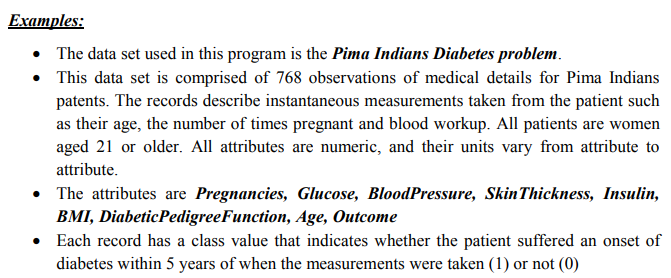 Examples:
• The data set used in this program is the Pima Indians Diabetes problem.
• This data set is comprised of 768 observations of medical details for Pima Indians
patents. The records describe instantaneous measurements taken from the patient such
as their age, the number of times pregnant and blood workup. All patients are women
aged 21 or older. All attributes are numeric, and their units vary from attribute to
attribute.
• The attributes are Pregnancies, Glucose, BloodPressure, SkinThickness, Insulin,
BMI, DiabeticPedigreeFunction, Age, Outcome
• Each record has a class value that indicates whether the patient suffered an onset of
diabetes within 5 years of when the measurements were taken (1) or not (0)